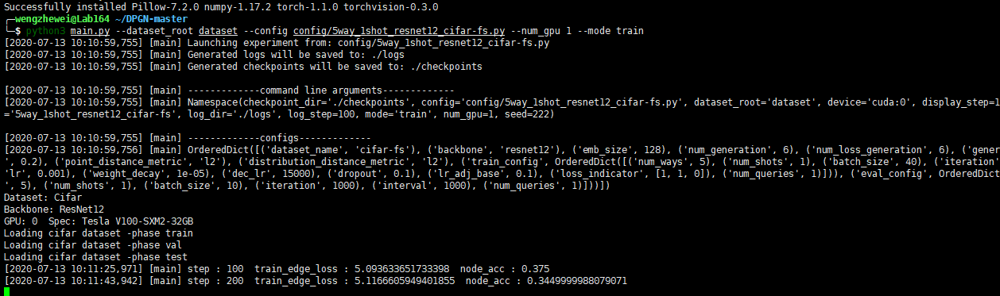 Successfully installed Pillow-7.2.0 numpy-1.17.2 torch-1.1.0 torchvision-0.3.0
╭─wengzhewei@Lab164 ~/DPGN-master
╰─$ python3 main.py --dataset_root dataset --config config/5way_1shot_resnet12_cifar-fs.py --num_gpu 1 --mode train
[2020-07-13 10:10:59,755] [main] Launching experiment from: config/5way_1shot_resnet12_cifar-fs.py
[2020-07-13 10:10:59,755] [main] Generated logs will be saved to: ./logs
[2020-07-13 10:10:59,755] [main] Generated checkpoints will be saved to: ./checkpoints
[2020-07-13 10:10:59,755] [main] -------------command line arguments-------------
[2020-07-13 10:10:59,755] [main] Namespace(checkpoint_dir='./checkpoints', config='config/5way_1shot_resnet12_cifar-fs.py', dataset_root='dataset', device='cuda:0', display_step=1
='5way_1shot_resnet12_cifar-fs', log_dir='./logs', log_step=100, mode='train', num_gpu=1, seed=222)
[2020-07-13 10:10:59,755] [main] -------------configs-------------
[2020-07-13 10:10:59,756] [main] OrderedDict([('dataset_name', 'cifar-fs'), ('backbone', 'resnet12'), ('emb_size', 128), ('num_generation', 6), ('num_loss_generation', 6), ('gener
', 0.2), ('point_distance_metric', 'l2'), ('distribution_distance_metric', 'l2'), ('train_config', OrderedDict([('num_ways', 5), ('num_shots', 1), ('batch_size', 40), ('iteration'
'lr', 0.001), ('weight_decay', 1e-05), ('dec_lr', 15000), ('dropout', 0.1), ('lr_adj_base', 0.1), ('loss_indicator', [1, 1, 0]), ('num_queries', 1)])), ('eval_config', OrderedDict
', 5), ('num_shots', 1), ('batch_size', 10), ('iteration', 1000), ('interval', 1000), ('num_queries', 1)]))])
Dataset: Cifar
Backbone: ResNet12
GPU: 0  Spec: Tesla V100-SXM2-32GB
Loading cifar dataset -phase train
Loading cifar dataset -phase val
Loading cifar dataset -phase test
[2020-07-13 10:11:25,971] [main] step : 100  train_edge_loss : 5.093633651733398  node_acc : 0.375
[2020-07-13 10:11:43,942] [main] step : 200  train_edge_loss : 5.1166605949401855  node_acc : 0.3449999988079071